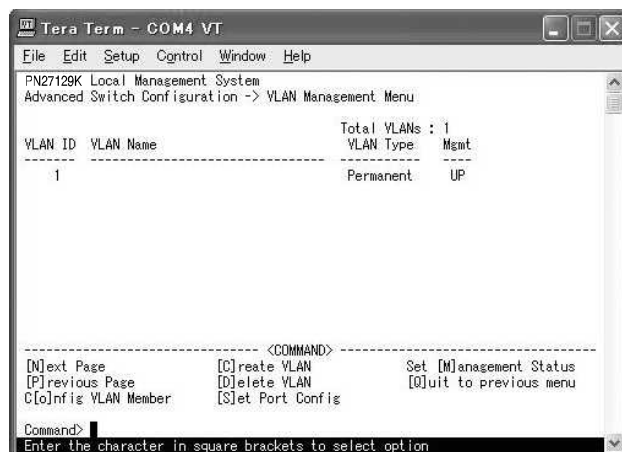 Tera Term - COM4 VT
File Edit Setup Control Window Help
PN27129K Local Management System
Advanced Switch Configuration -> VLAN Management Menu
Total VLANs : 1
VLAN ID VLAN Name VLAN Type Mgmt
------- ------------------------------ ---------- ----
1 Permanent UP
------------------------------ <COMMAND> ---------------------------------
[N]ext Page [C]reate VLAN Set [M]anagement Status
[P]revious Page [D]elete VLAN [Q]uit to previous menu
C[o]nfig VLAN Member [S]et Port Config
Command>
Enter the character in square brackets to select option